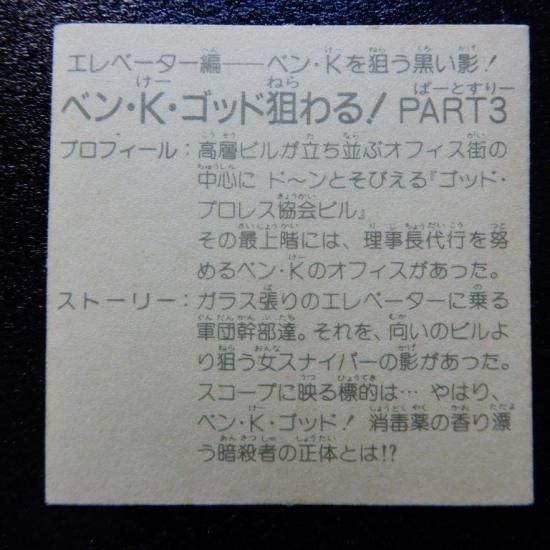 エレベーター編――ベン・Kを狙う黒い影！
ベン・K・ゴッド狙わる！ PART3
プロフィール：高層ビルが立ち並ぶオフィス街の
中心に ド〜ンとそびえる『ゴッド・
プロレス協会ビル』
その最上階には、理事長代行を努
めるベン・Kのオフィスがあった。
ストーリー：ガラス張りのエレベーターに乗る
軍団幹部達。それを、向いのビルよ
り狙う女スナイパーの影があった。
スコープに映る標的は… やはり、
ベン・K・ゴッド！ 消毒薬の香り漂
う暗殺者の正体とは!?